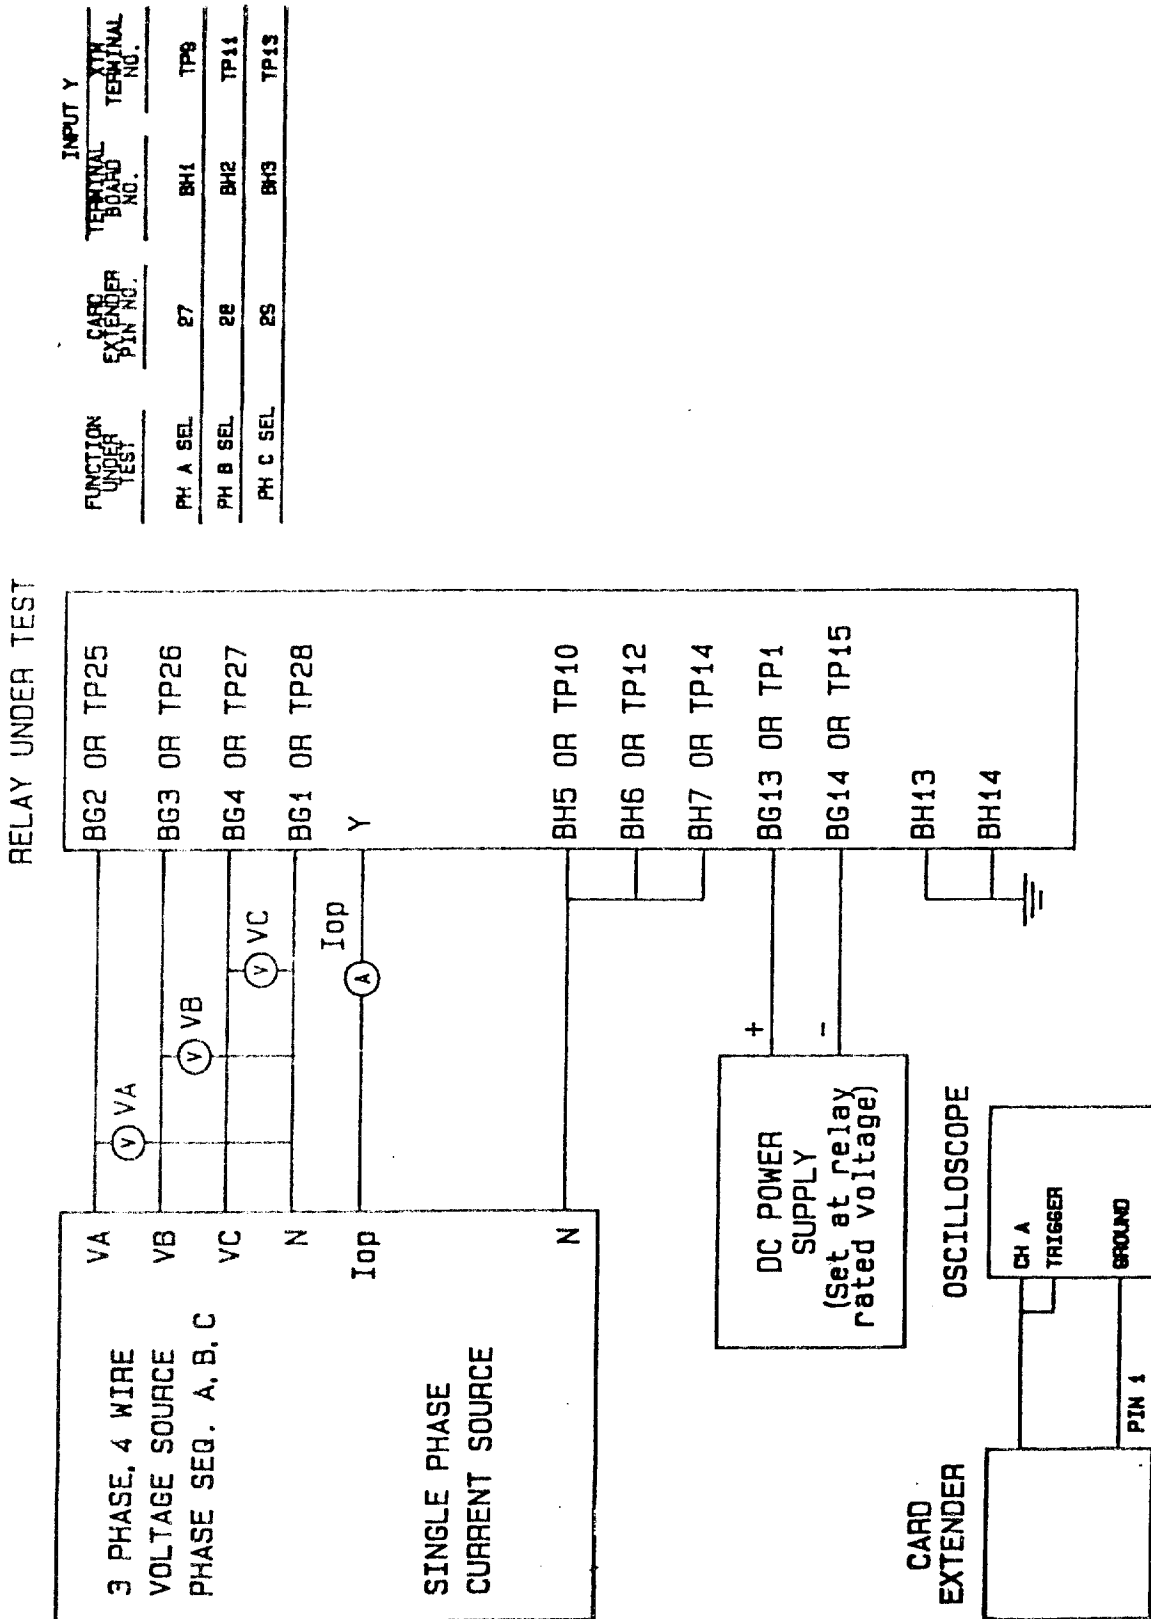 RELAY UNDER TEST
3 PHASE, 4 WIRE
VOLTAGE SOURCE
PHASE SEQ. A, B, C
SINGLE PHASE
CURRENT SOURCE
VA
VB
VC
N
Iop
N
V VA
V VB
V VC
Iop
A
BG2 OR TP25
BG3 OR TP26
BG4 OR TP27
BG1 OR TP28
Y
BH5 OR TP10
BH6 OR TP12
BH7 OR TP14
BG13 OR TP1
BG14 OR TP15
BH13
BH14
+
-
DC POWER
SUPPLY
(Set at relay
rated voltage)
OSCILLOSCOPE
CH A
TRIGGER
GROUND
PIN 1
CARD
EXTENDER
INPUT Y
FUNCTION UNDER TEST
CARD EXTENDER PIN NO.
TERMINAL BOARD NO.
XTM TERMINAL NO.
PH A SEL 27 BH1 TP9
PH B SEL 28 BH2 TP11
PH C SEL 29 BH3 TP13